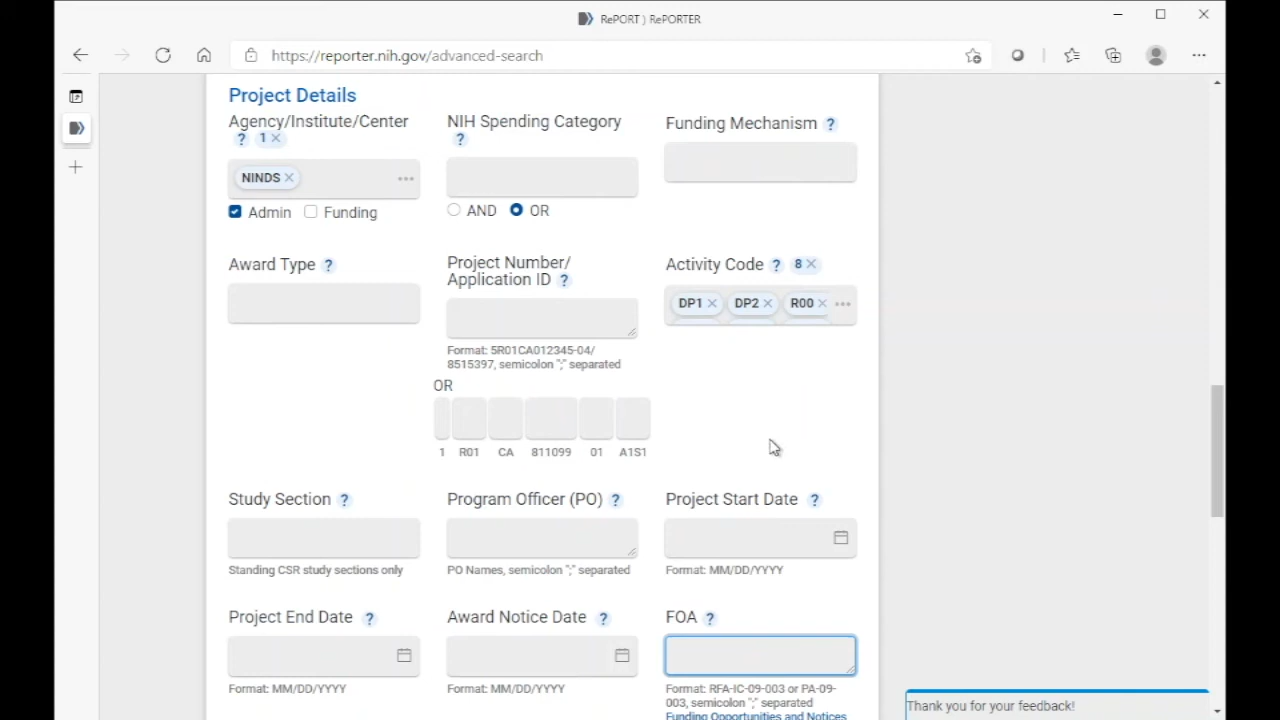 RePORT ⟩ RePORTER
https://reporter.nih.gov/advanced-search
Project Details
Agency/Institute/Center
? 1 ×
NINDS ×
Admin Funding
NIH Spending Category
?
AND OR
Funding Mechanism ?
Award Type ?
Project Number/
Application ID ?
Format: 5R01CA012345-04/
8515397, semicolon ";" separated
OR
1 R01 CA 811099 01 A1S1
Activity Code ? 8 ×
DP1 × DP2 × R00 ×
Study Section ?
Standing CSR study sections only
Program Officer (PO) ?
PO Names, semicolon ";" separated
Project Start Date ?
Format: MM/DD/YYYY
Project End Date ?
Format: MM/DD/YYYY
Award Notice Date ?
Format: MM/DD/YYYY
FOA ?
Format: RFA-IC-09-003 or PA-09-
003, semicolon ";" separated
Funding Opportunities and Notices
Thank you for your feedback!